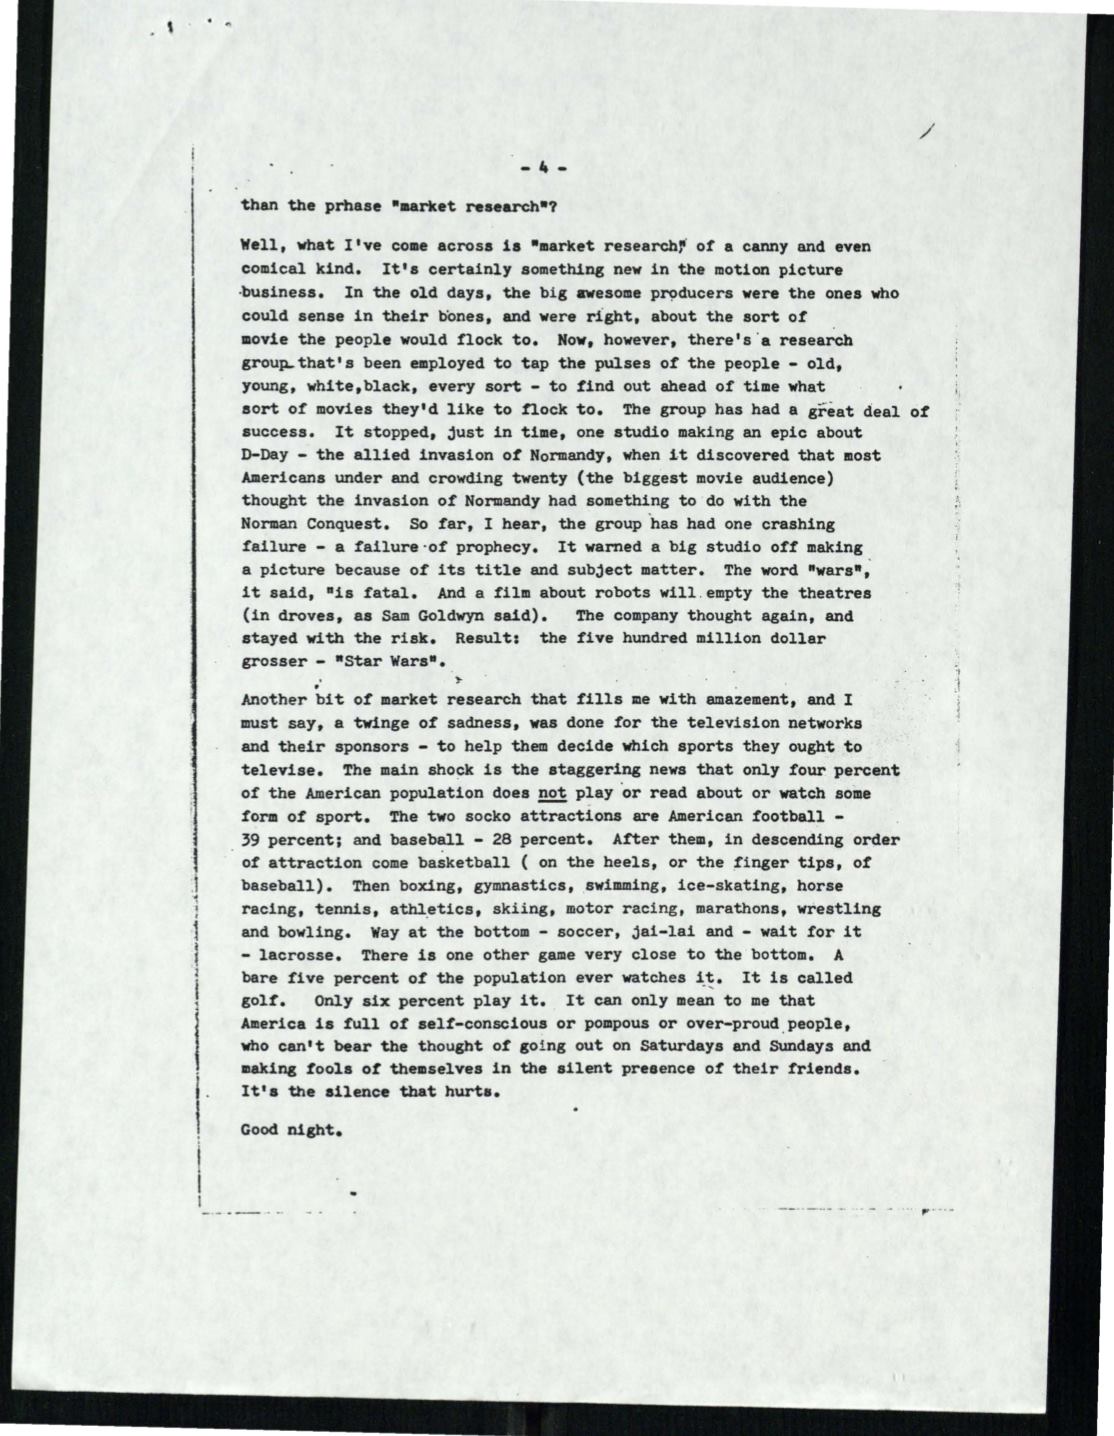 - 4 -
than the prhase "market research"?
Well, what I've come across is "market research," of a canny and even
comical kind. It's certainly something new in the motion picture
business. In the old days, the big awesome producers were the ones who
could sense in their bones, and were right, about the sort of
movie the people would flock to. Now, however, there's a research
group that's been employed to tap the pulses of the people - old,
young, white,black, every sort - to find out ahead of time what
sort of movies they'd like to flock to. The group has had a great deal of
success. It stopped, just in time, one studio making an epic about
D-Day - the allied invasion of Normandy, when it discovered that most
Americans under and crowding twenty (the biggest movie audience)
thought the invasion of Normandy had something to do with the
Norman Conquest. So far, I hear, the group has had one crashing
failure - a failure of prophecy. It warned a big studio off making
a picture because of its title and subject matter. The word "wars",
it said, "is fatal. And a film about robots will empty the theatres
(in droves, as Sam Goldwyn said). The company thought again, and
stayed with the risk. Result: the five hundred million dollar
grosser - "Star Wars".
Another bit of market research that fills me with amazement, and I
must say, a twinge of sadness, was done for the television networks
and their sponsors - to help them decide which sports they ought to
televise. The main shock is the staggering news that only four percent
of the American population does not play or read about or watch some
form of sport. The two socko attractions are American football -
39 percent; and baseball - 28 percent. After them, in descending order
of attraction come basketball ( on the heels, or the finger tips, of
baseball). Then boxing, gymnastics, swimming, ice-skating, horse
racing, tennis, athletics, skiing, motor racing, marathons, wrestling
and bowling. Way at the bottom - soccer, jai-lai and - wait for it
- lacrosse. There is one other game very close to the bottom. A
bare five percent of the population ever watches it. It is called
golf. Only six percent play it. It can only mean to me that
America is full of self-conscious or pompous or over-proud people,
who can't bear the thought of going out on Saturdays and Sundays and
making fools of themselves in the silent presence of their friends.
It's the silence that hurts.
Good night.